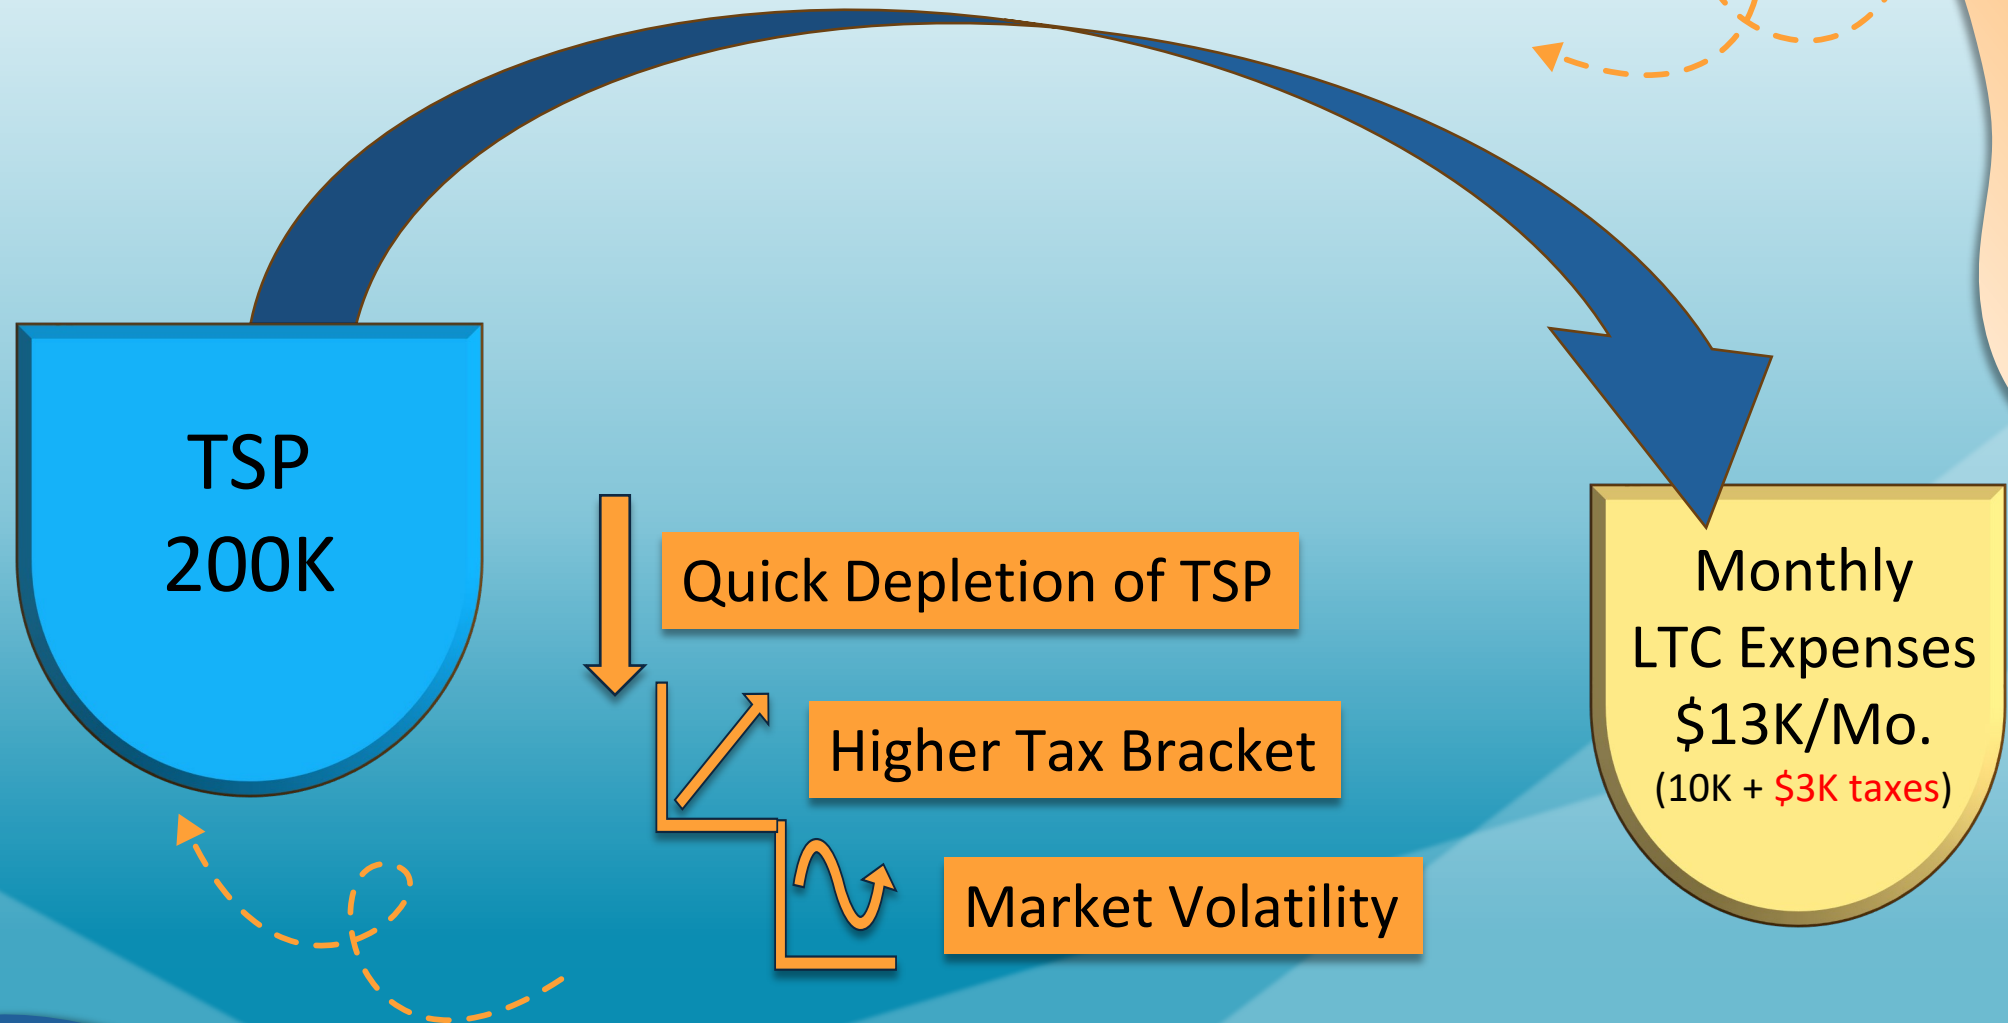 TSP
200K
Quick Depletion of TSP
Higher Tax Bracket
Market Volatility
Monthly
LTC Expenses
$13K/Mo.
(10K + $3K taxes)